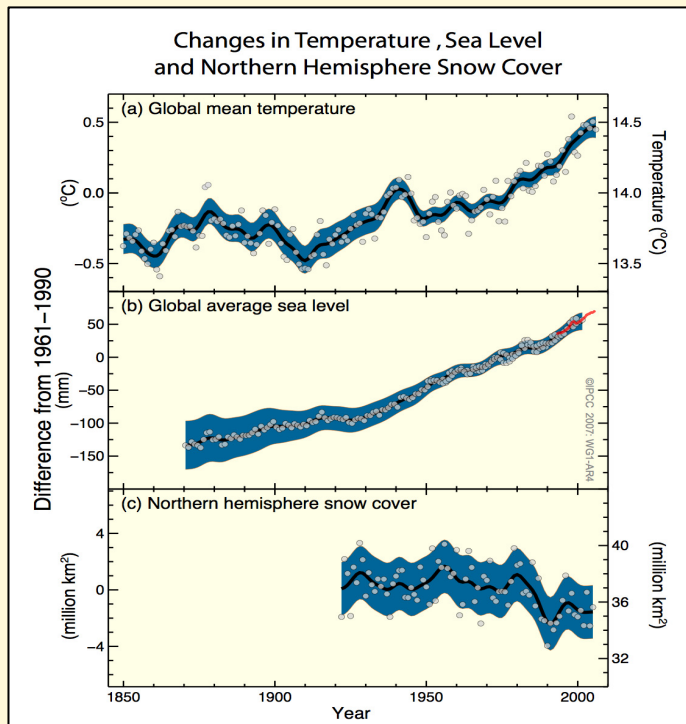 Changes in Temperature , Sea Level
and Northern Hemisphere Snow Cover
(a) Global mean temperature
0.5
0.0
−0.5
(°C)
14.5
14.0
13.5
Temperature (°C)
(b) Global average sea level
50
0
−50
−100
−150
Difference from 1961–1990
(mm)
©IPCC 2007: WG1-AR4
(c) Northern hemisphere snow cover
4
0
−4
(million km²)
40
36
32
(million km²)
1850
1900
1950
2000
Year